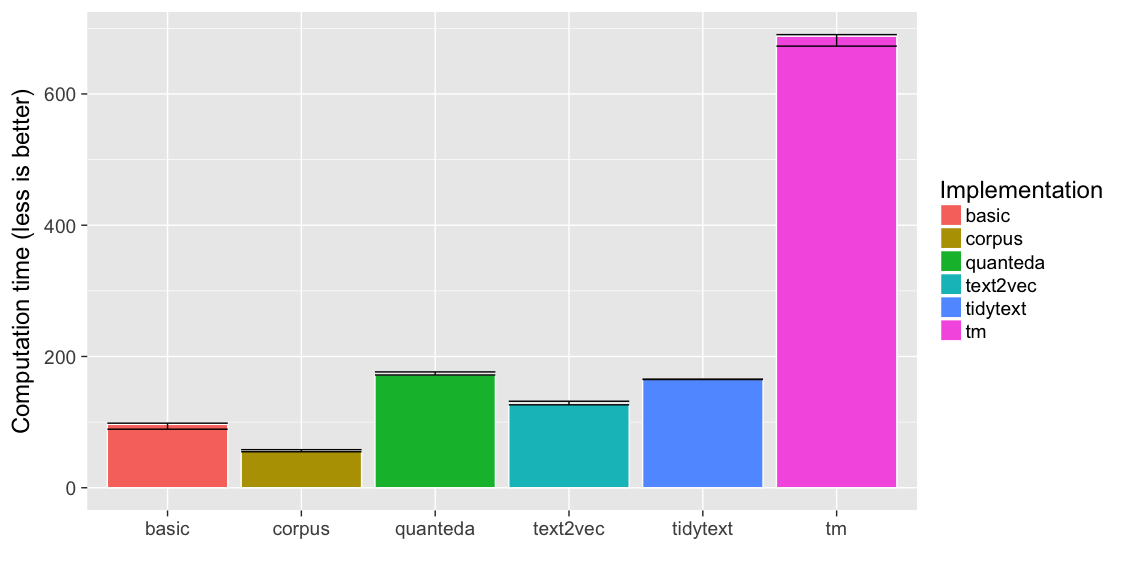 Computation time (less is better)
600
400
200
0
basic
corpus
quanteda
text2vec
tidytext
tm
Implementation
basic
corpus
quanteda
text2vec
tidytext
tm